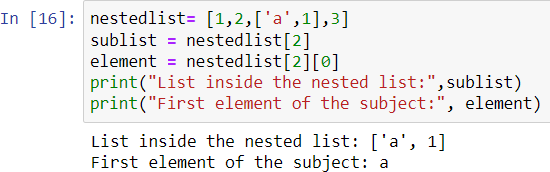 In [16]: nestedlist= [1,2,['a',1],3]
sublist = nestedlist[2]
element = nestedlist[2][0]
print("List inside the nested list:",sublist)
print("First element of the subject:", element)
List inside the nested list: ['a', 1]
First element of the subject: a